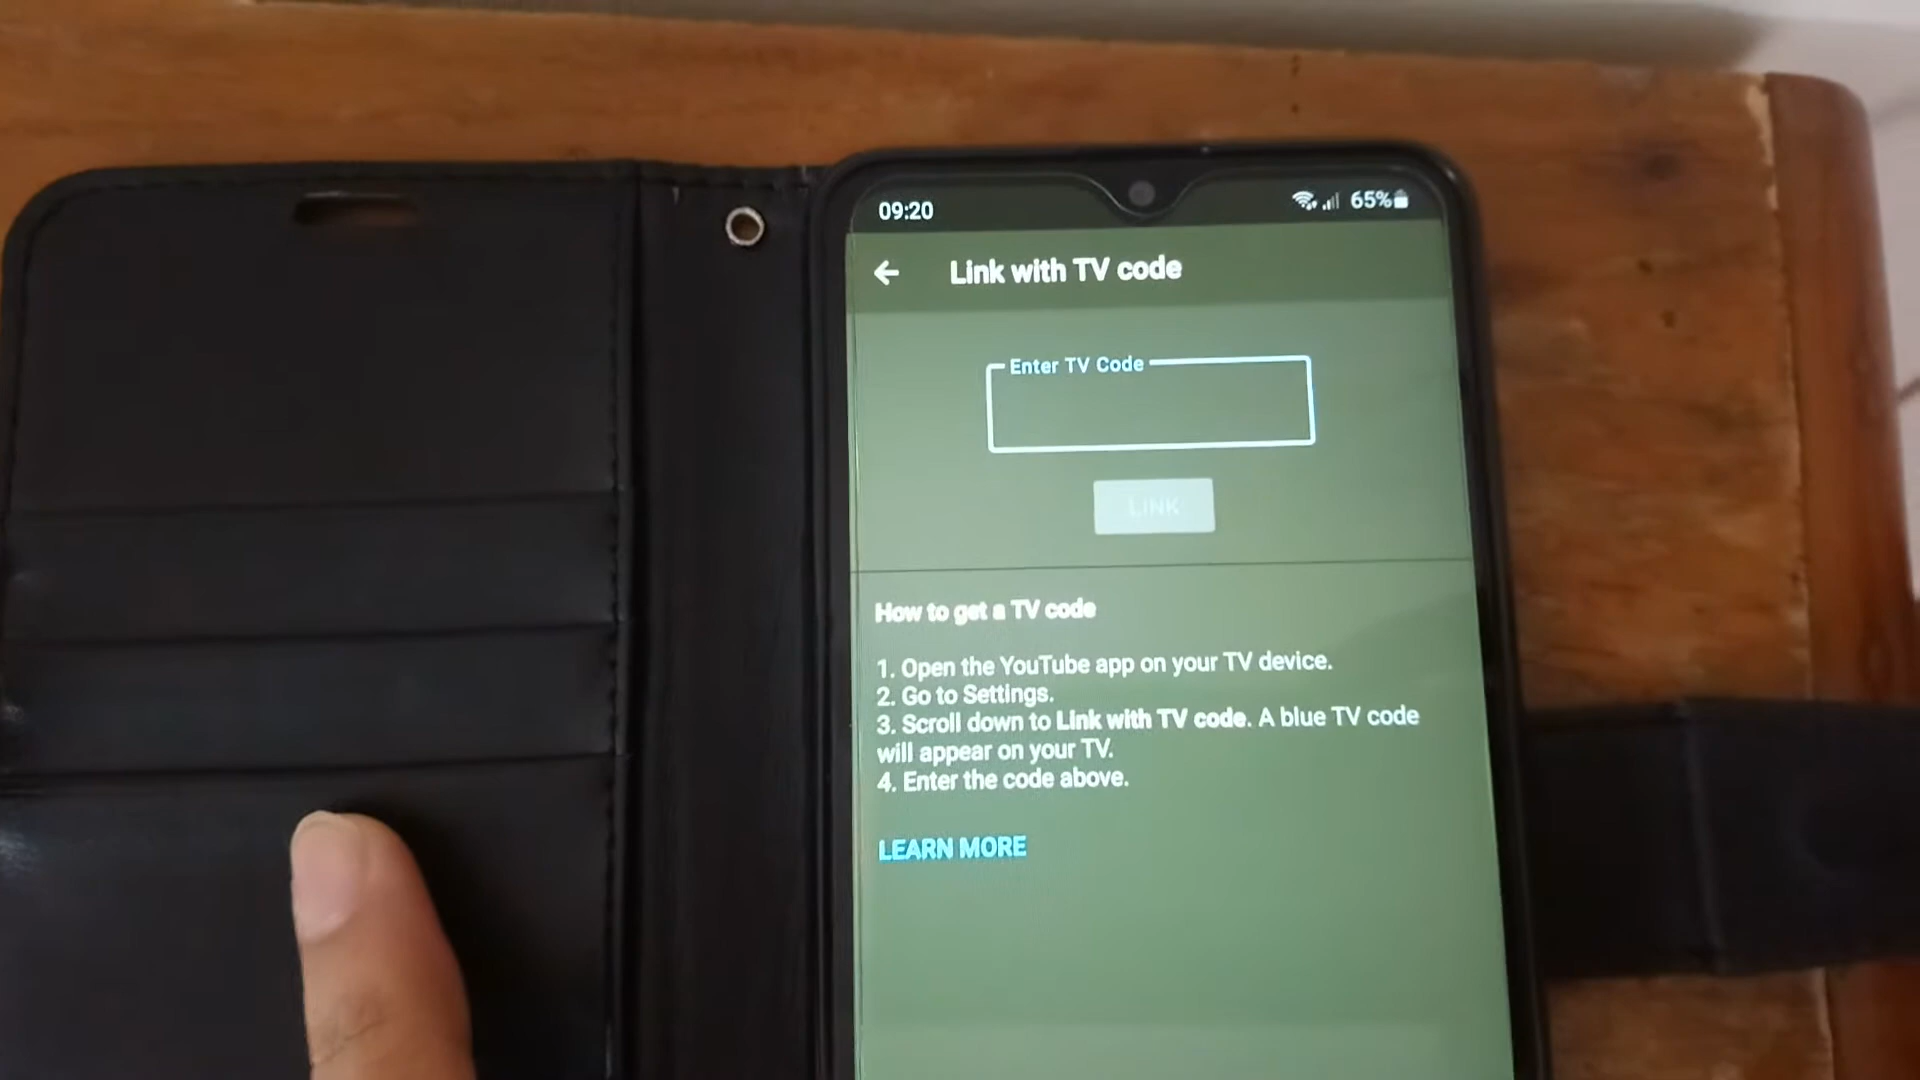 09:20
65%
Link with TV code
Enter TV Code
LINK
How to get a TV code
1. Open the YouTube app on your TV device.
2. Go to Settings.
3. Scroll down to Link with TV code. A blue TV code
will appear on your TV.
4. Enter the code above.
LEARN MORE